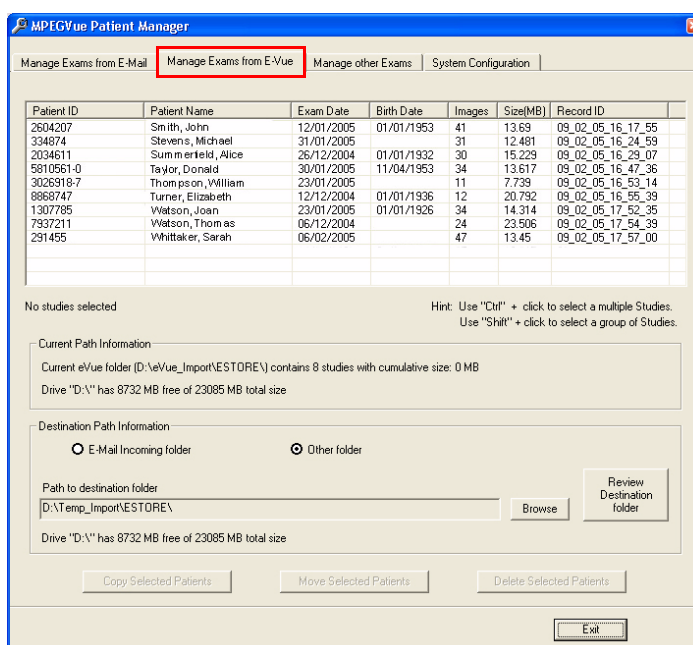 MPEGVue Patient Manager
Manage Exams from E-Mail Manage Exams from E-Vue Manage other Exams System Configuration
Patient ID Patient Name Exam Date Birth Date Images Size(MB) Record ID
2604207 Smith, John 12/01/2005 01/01/1953 41 13.69 09_02_05_16_17_55
334874 Stevens, Michael 31/01/2005 31 12.481 09_02_05_16_24_59
2034611 Summerfield, Alice 26/12/2004 01/01/1932 30 15.229 09_02_05_16_29_07
5810561-0 Taylor, Donald 30/01/2005 11/04/1953 34 13.617 09_02_05_16_47_36
3026918-7 Thompson, William 23/01/2005 11 7.739 09_02_05_16_53_14
8868747 Turner, Elizabeth 12/12/2004 01/01/1936 12 20.792 09_02_05_16_55_39
1307785 Watson, Joan 23/01/2005 01/01/1926 34 14.314 09_02_05_17_52_35
7937211 Watson, Thomas 06/12/2004 24 23.506 09_02_05_17_54_39
291455 Whittaker, Sarah 06/02/2005 47 13.45 09_02_05_17_57_00
No studies selected
Hint: Use "Ctrl" + click to select a multiple Studies.
Use "Shift" + click to select a group of Studies.
Current Path Information
Current eVue folder (D:\eVue_Import\ESTORE\) contains 8 studies with cumulative size: 0 MB
Drive "D:\" has 8732 MB free of 23085 MB total size
Destination Path Information
E-Mail Incoming folder Other folder
Path to destination folder
D:\Temp_Import\ESTORE\
Browse
Review
Destination
folder
Drive "D:\" has 8732 MB free of 23085 MB total size
Copy Selected Patients Move Selected Patients Delete Selected Patients
Exit